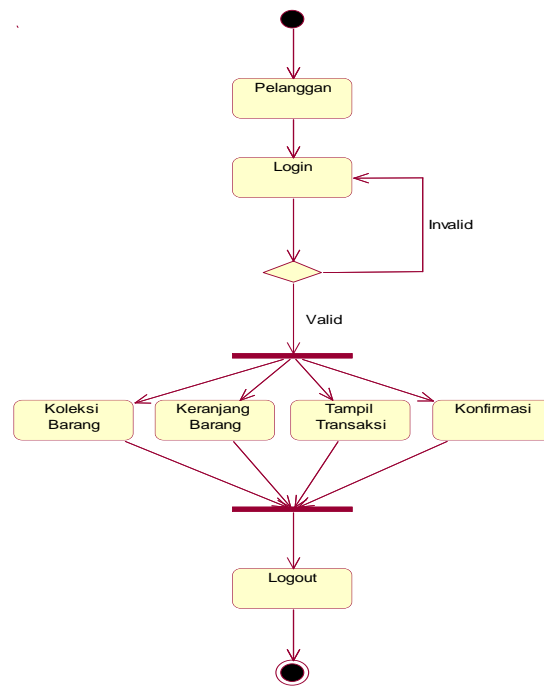 Pelanggan
Login
Invalid
Valid
Koleksi
Barang
Keranjang
Barang
Tampil
Transaksi
Konfirmasi
Logout